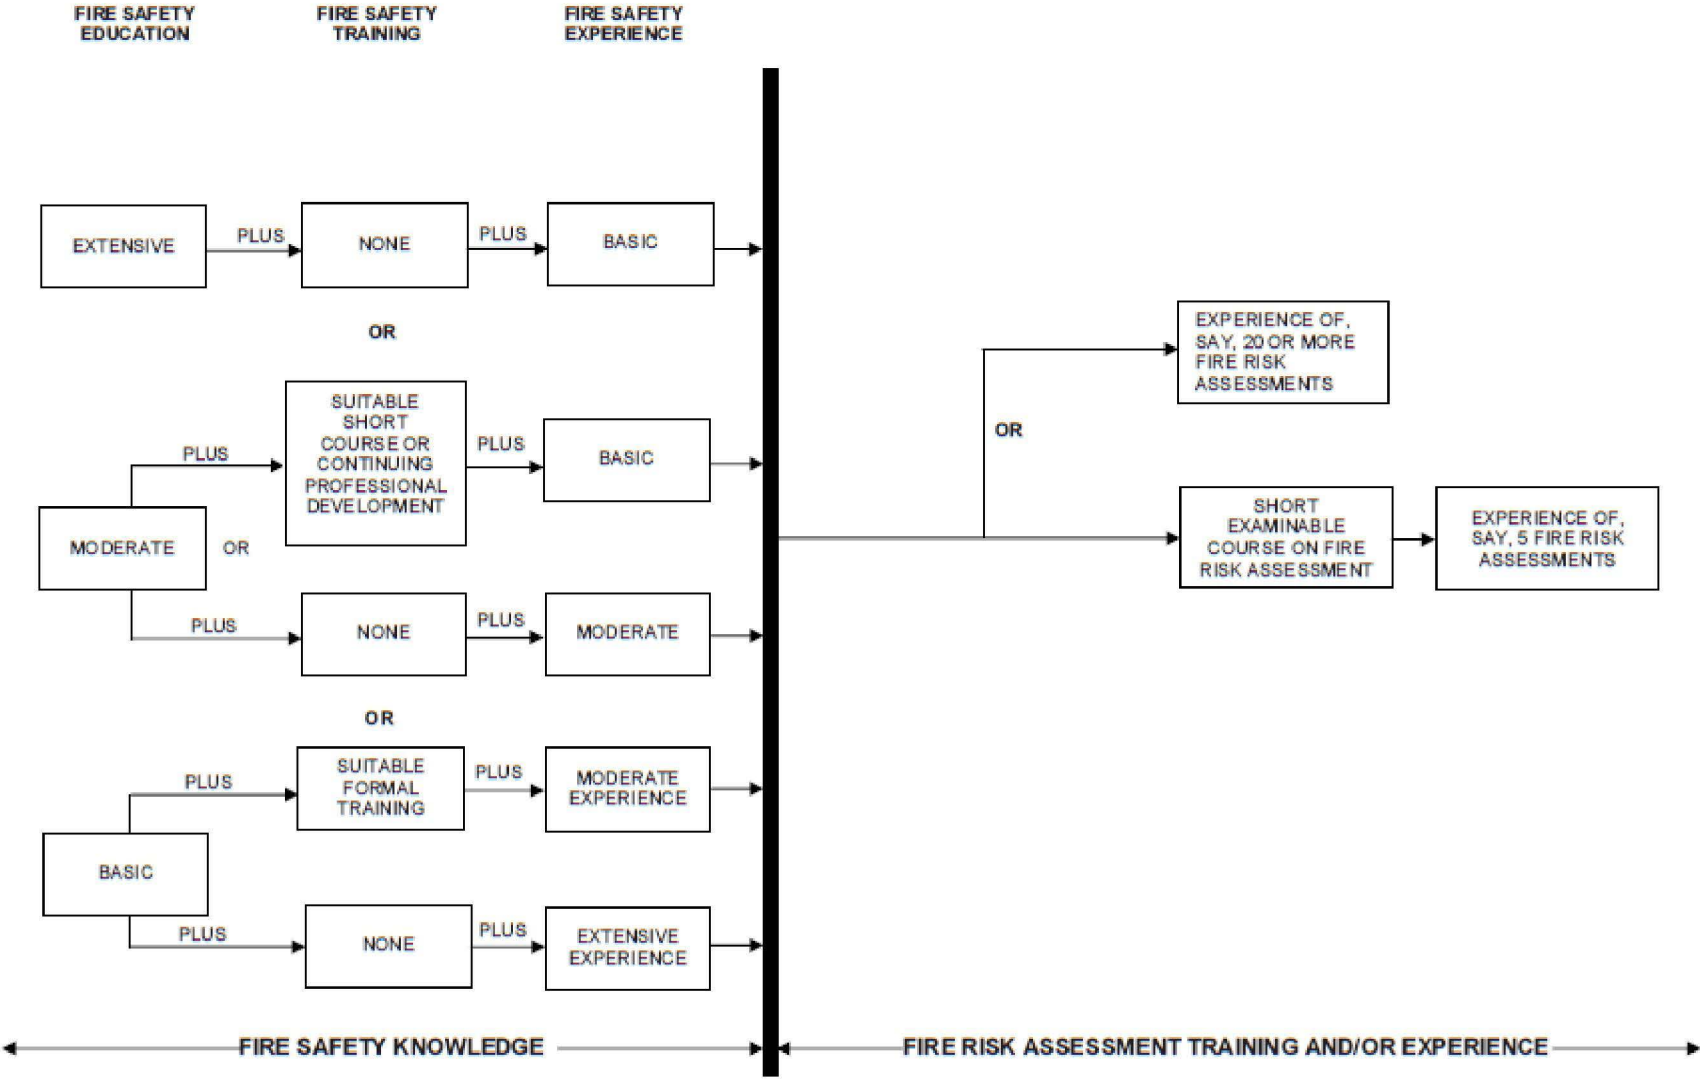 FIRE SAFETY
EDUCATION
FIRE SAFETY
TRAINING
FIRE SAFETY
EXPERIENCE
EXTENSIVE
PLUS
NONE
PLUS
BASIC
OR
MODERATE
OR
PLUS
SUITABLE
SHORT
COURSE OR
CONTINUING
PROFESSIONAL
DEVELOPMENT
PLUS
BASIC
PLUS
NONE
PLUS
MODERATE
OR
BASIC
PLUS
SUITABLE
FORMAL
TRAINING
PLUS
MODERATE
EXPERIENCE
PLUS
NONE
PLUS
EXTENSIVE
EXPERIENCE
EXPERIENCE OF,
SAY, 20 OR MORE
FIRE RISK
ASSESSMENTS
OR
SHORT
EXAMINABLE
COURSE ON FIRE
RISK ASSESSMENT
EXPERIENCE OF,
SAY, 5 FIRE RISK
ASSESSMENTS
FIRE SAFETY KNOWLEDGE
FIRE RISK ASSESSMENT TRAINING AND/OR EXPERIENCE